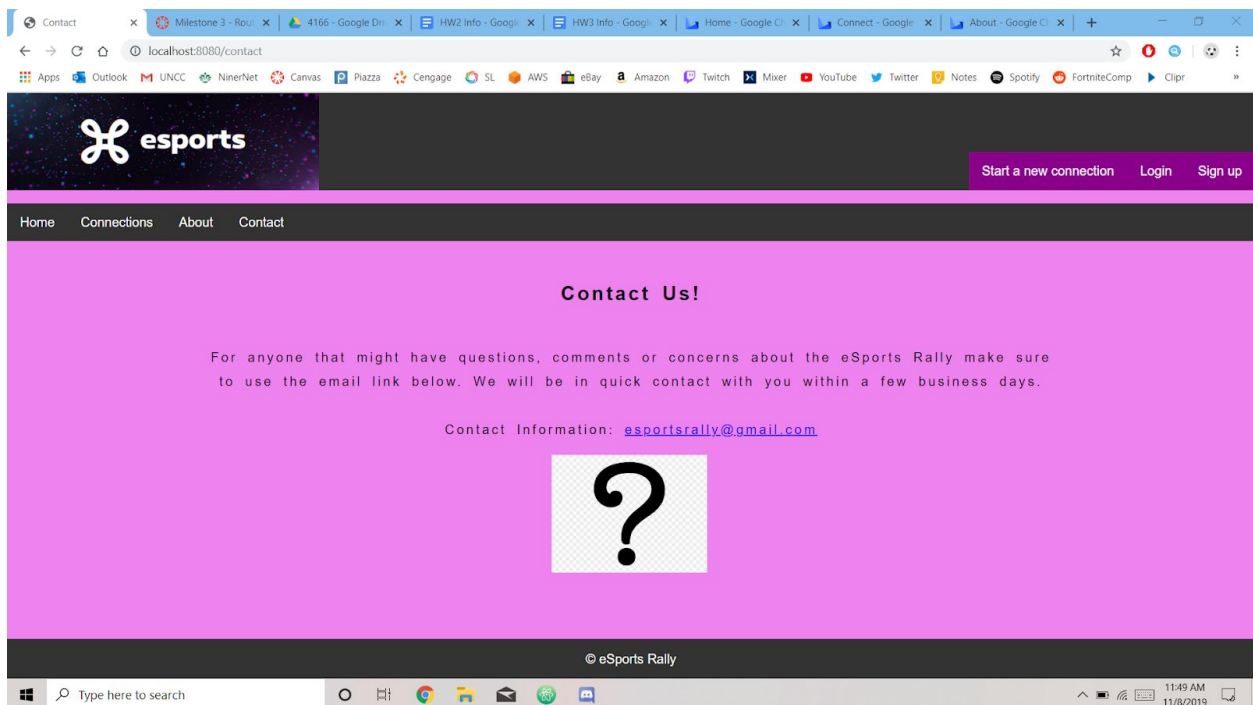 Contact
Milestone 3 - Rout
4166 - Google Dri
HW2 Info - Googl
HW3 Info - Googl
Home - Google C
Connect - Google
About - Google C
localhost:8080/contact
Apps Outlook UNCC NinerNet Canvas Piazza Cengage SL AWS eBay Amazon Twitch Mixer YouTube Twitter Notes Spotify FortniteComp Clipr »
esports
Start a new connection Login Sign up
Home Connections About Contact
Contact Us!
For anyone that might have questions, comments or concerns about the eSports Rally make sure
to use the email link below. We will be in quick contact with you within a few business days.
Contact Information: esportsrally@gmail.com
?
© eSports Rally
Type here to search
11:49 AM
11/8/2019